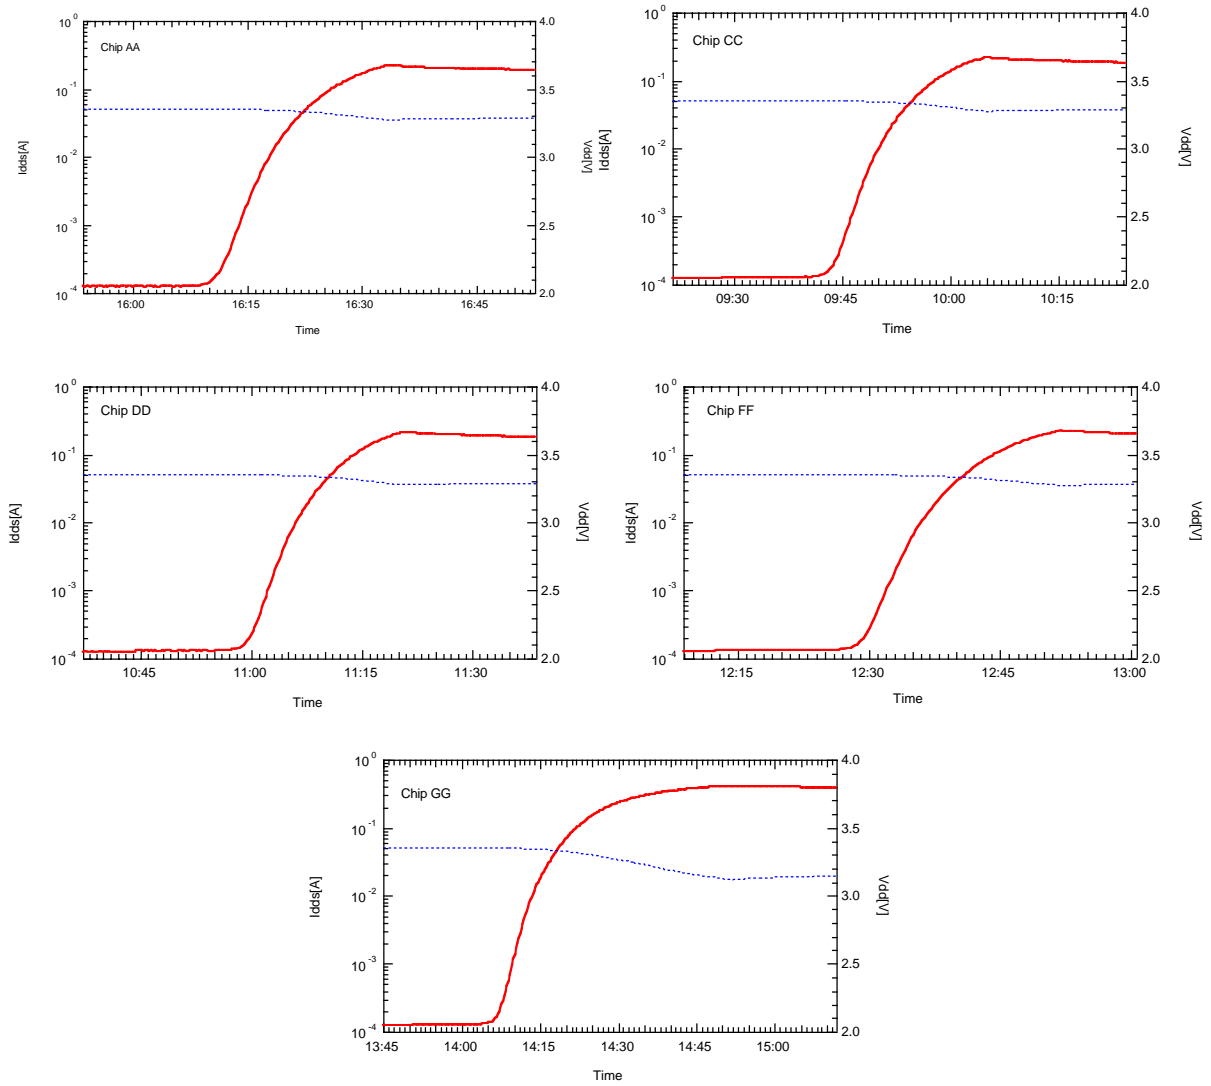 Chip AA
10^0
10^-1
10^-2
10^-3
10^-4
Idds[A]
4.0
3.5
3.0
2.5
2.0
Vdd[V]
16:00 16:15 16:30 16:45
Time
Chip CC
10^0
10^-1
10^-2
10^-3
10^-4
Idds[A]
4.0
3.5
3.0
2.5
2.0
Vdd[V]
09:30 09:45 10:00 10:15
Time
Chip DD
10^0
10^-1
10^-2
10^-3
10^-4
Idds[A]
4.0
3.5
3.0
2.5
2.0
Vdd[V]
10:45 11:00 11:15 11:30
Time
Chip FF
10^0
10^-1
10^-2
10^-3
10^-4
Idds[A]
4.0
3.5
3.0
2.5
2.0
Vdd[V]
12:15 12:30 12:45 13:00
Time
Chip GG
10^0
10^-1
10^-2
10^-3
10^-4
Idds[A]
4.0
3.5
3.0
2.5
2.0
Vdd[V]
13:45 14:00 14:15 14:30 14:45 15:00
Time